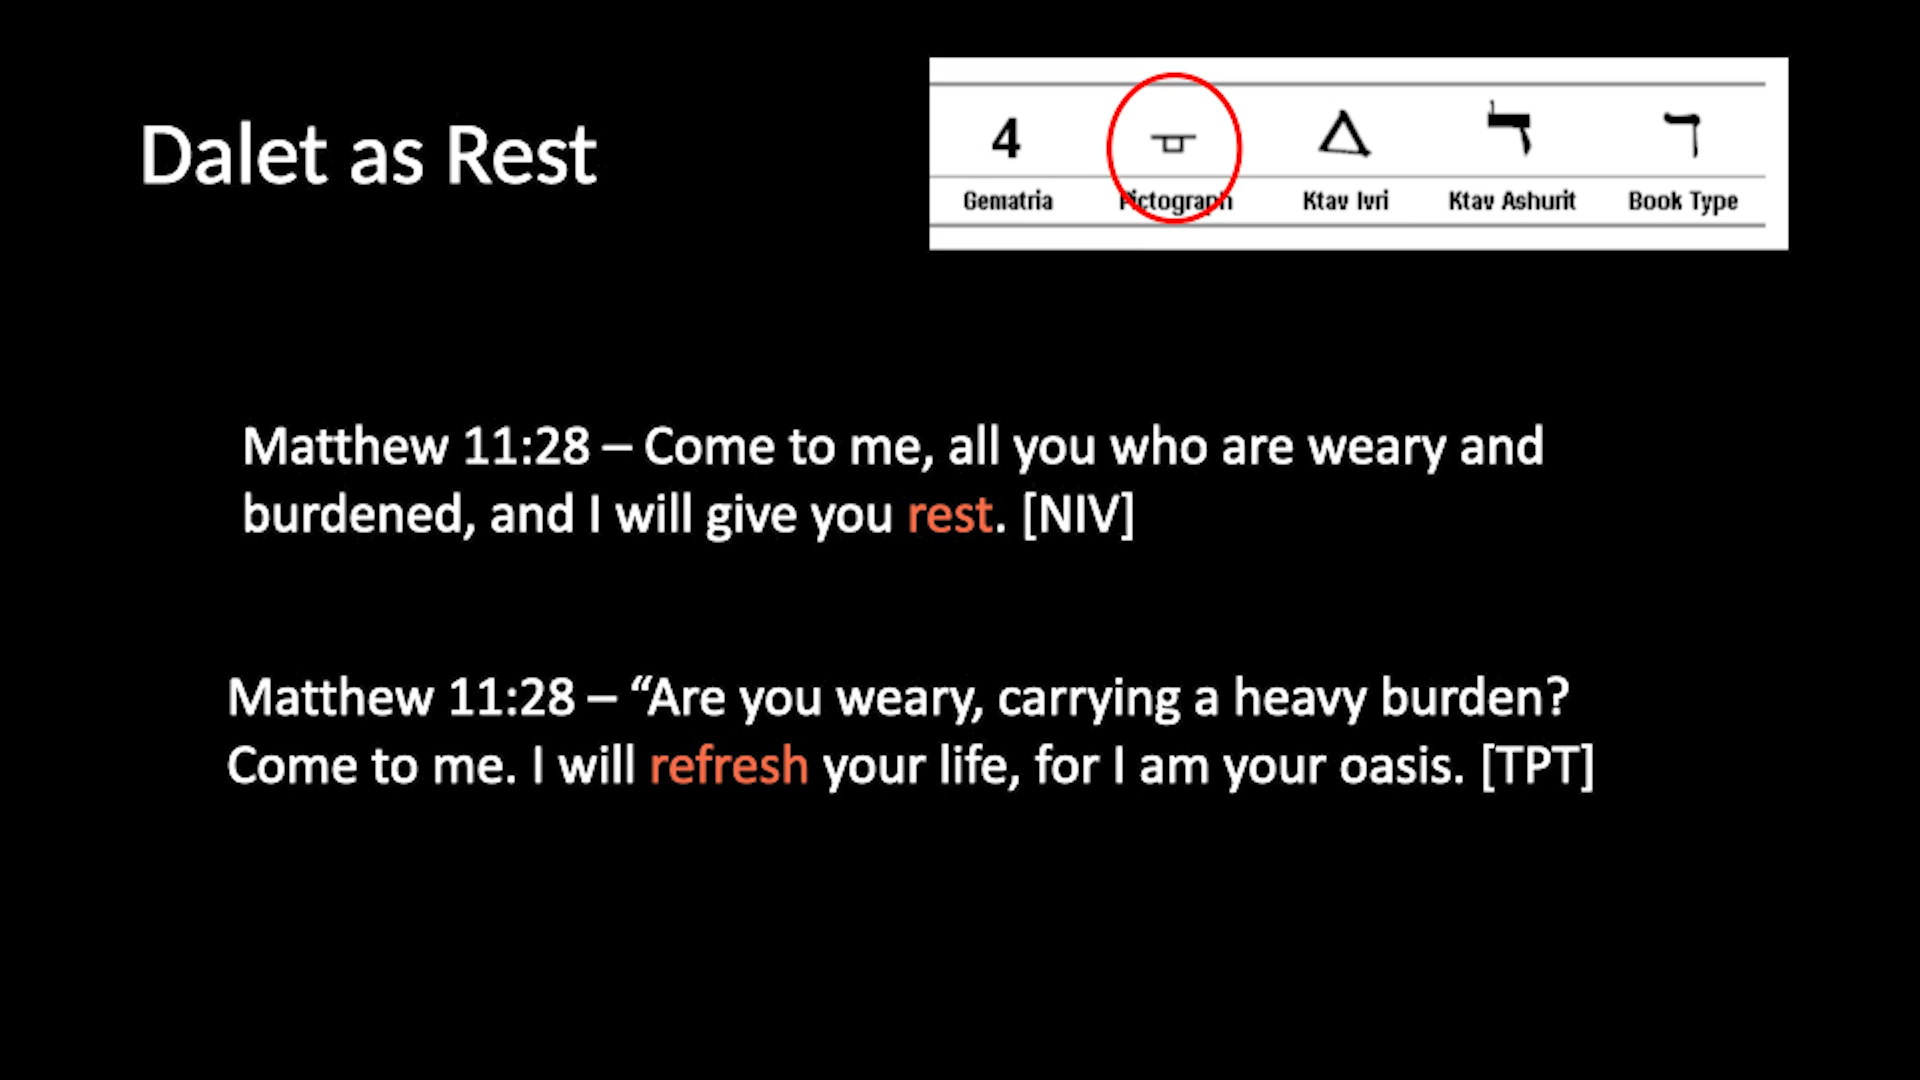 Dalet as Rest
4 ד
Gematria Pictograph Ktav Ivri Ktav Ashurit Book Type
Matthew 11:28 – Come to me, all you who are weary and
burdened, and I will give you rest. [NIV]
Matthew 11:28 – “Are you weary, carrying a heavy burden?
Come to me. I will refresh your life, for I am your oasis. [TPT]